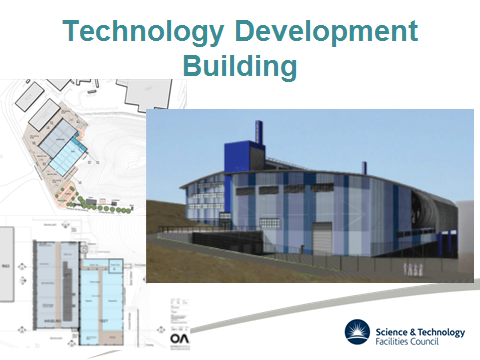 Technology Development
Building
OA
Science & Technology
Facilities Council